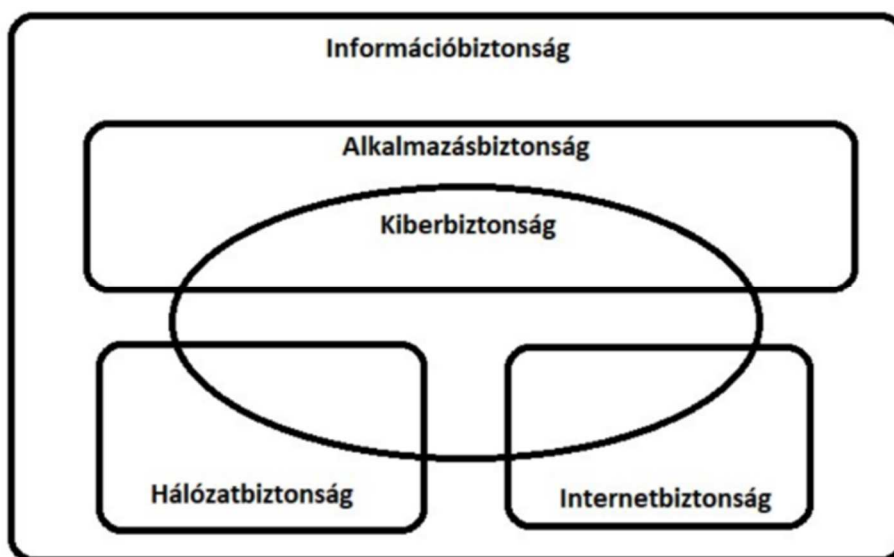 Információbiztonság
Alkalmazásbiztonság
Kiberbiztonság
Hálózatbiztonság
Internetbiztonság